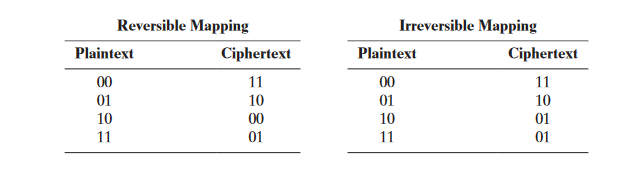 Reversible Mapping Irreversible Mapping
Plaintext Ciphertext Plaintext Ciphertext
00 11 00 11
01 10 01 10
10 00 10 01
11 01 11 01